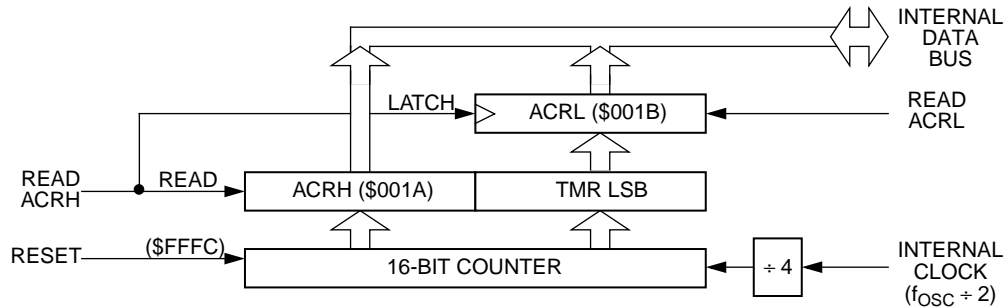 INTERNAL
DATA
BUS
LATCH
ACRL ($001B)
READ
ACRL
READ
ACRH
READ
ACRH ($001A)
TMR LSB
RESET
($FFFC)
16-BIT COUNTER
÷ 4
INTERNAL
CLOCK
(fOSC ÷ 2)